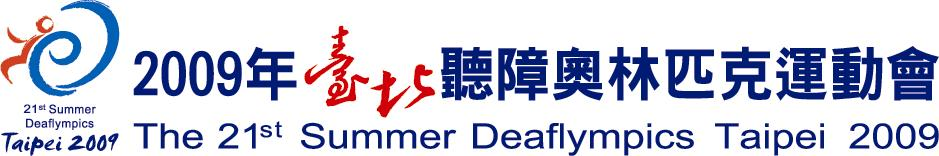 21st Summer
Deaflympics
Taipei 2009
2009年臺北聽障奧林匹克運動會
The 21st Summer Deaflympics Taipei 2009